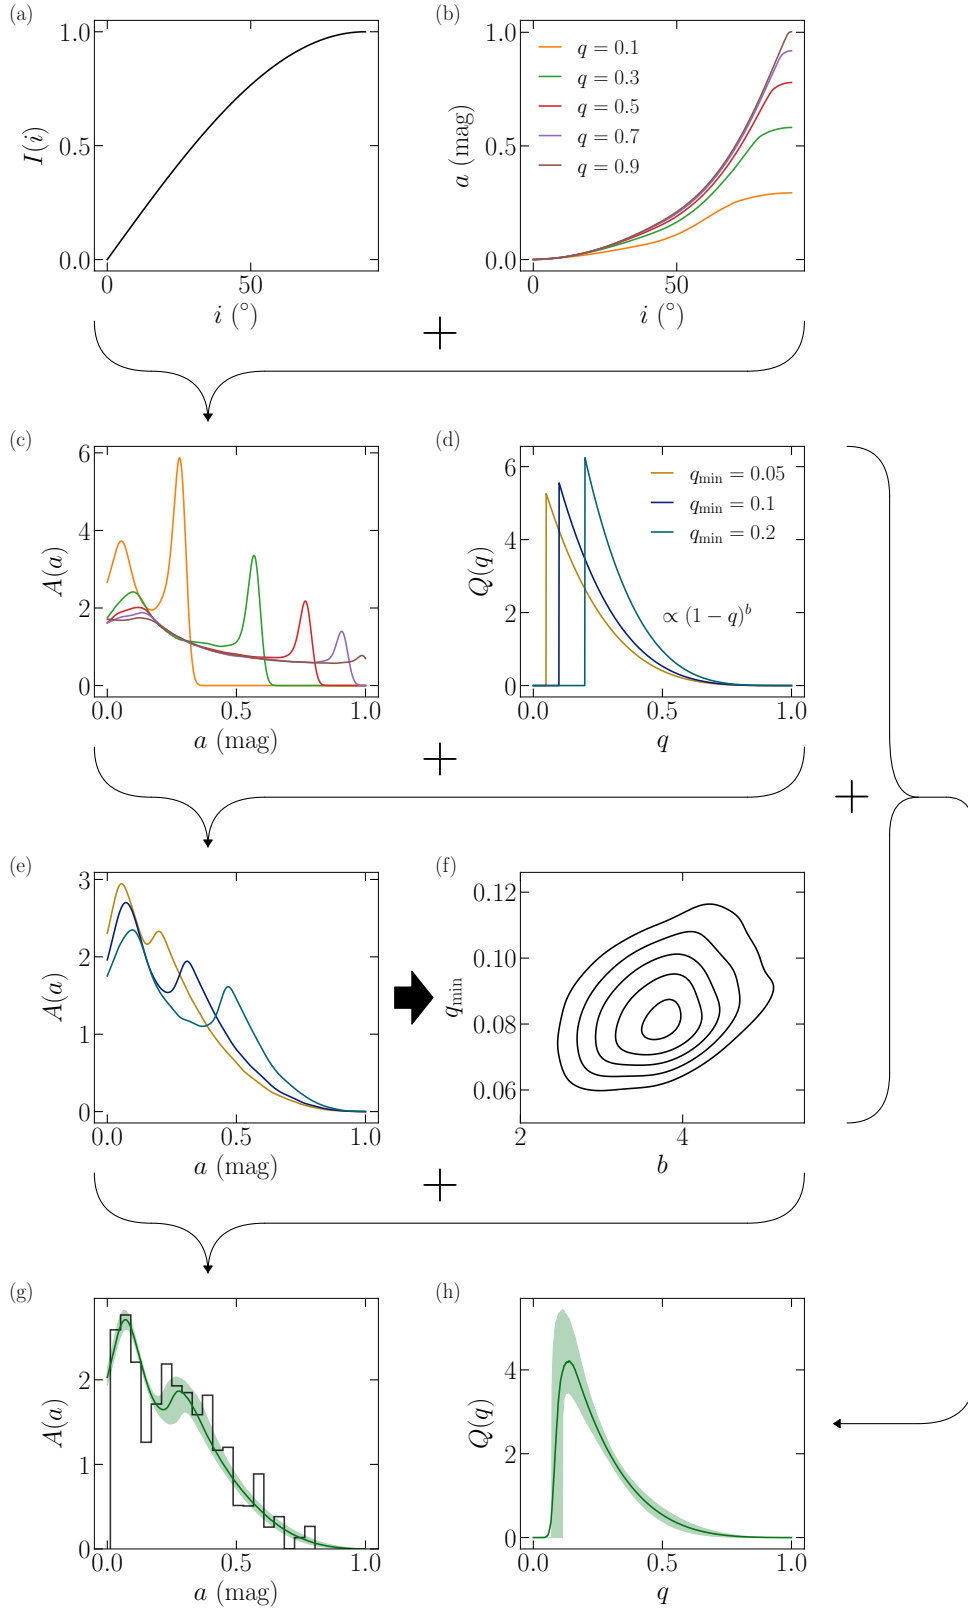 (a)
1.0
0.5
0.0
I(i)
0
50
i (°)
(b)
1.0
0.5
0.0
a (mag)
q = 0.1
q = 0.3
q = 0.5
q = 0.7
q = 0.9
0
50
i (°)
+
(c)
6
4
2
0
A(a)
0.0
0.5
1.0
a (mag)
(d)
6
4
2
0
Q(q)
q_min = 0.05
q_min = 0.1
q_min = 0.2
∝ (1 − q)^b
0.0
0.5
1.0
q
+
+
(e)
3
2
1
0
A(a)
0.0
0.5
1.0
a (mag)
(f)
0.12
0.10
0.08
0.06
q_min
2
4
b
+
(g)
2
1
0
A(a)
0.0
0.5
1.0
a (mag)
(h)
4
2
0
Q(q)
0.0
0.5
1.0
q